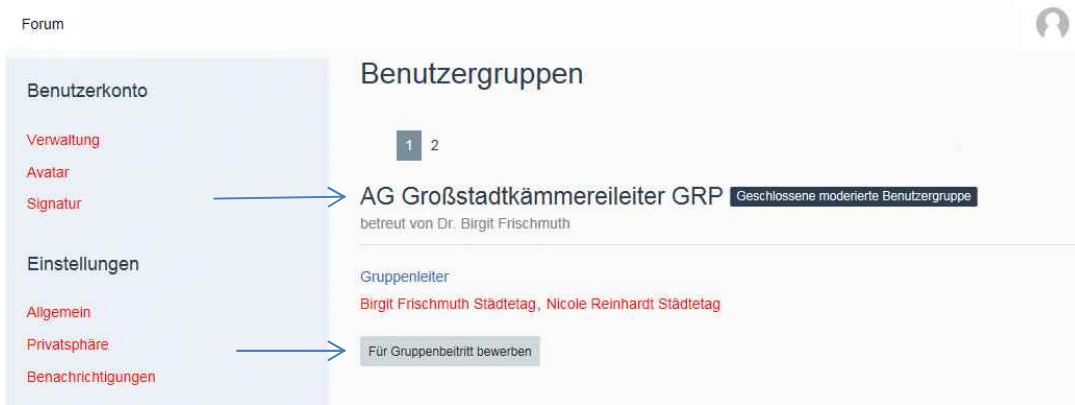 Forum
Benutzerkonto
Verwaltung
Avatar
Signatur
Einstellungen
Allgemein
Privatsphäre
Benachrichtigungen
Benutzergruppen
1 2
AG Großstadtkämmereileiter GRP Geschlossene moderierte Benutzergruppe
betreut von Dr. Birgit Frischmuth
Gruppenleiter
Birgit Frischmuth Städtetag, Nicole Reinhardt Städtetag
Für Gruppenbeitritt bewerben